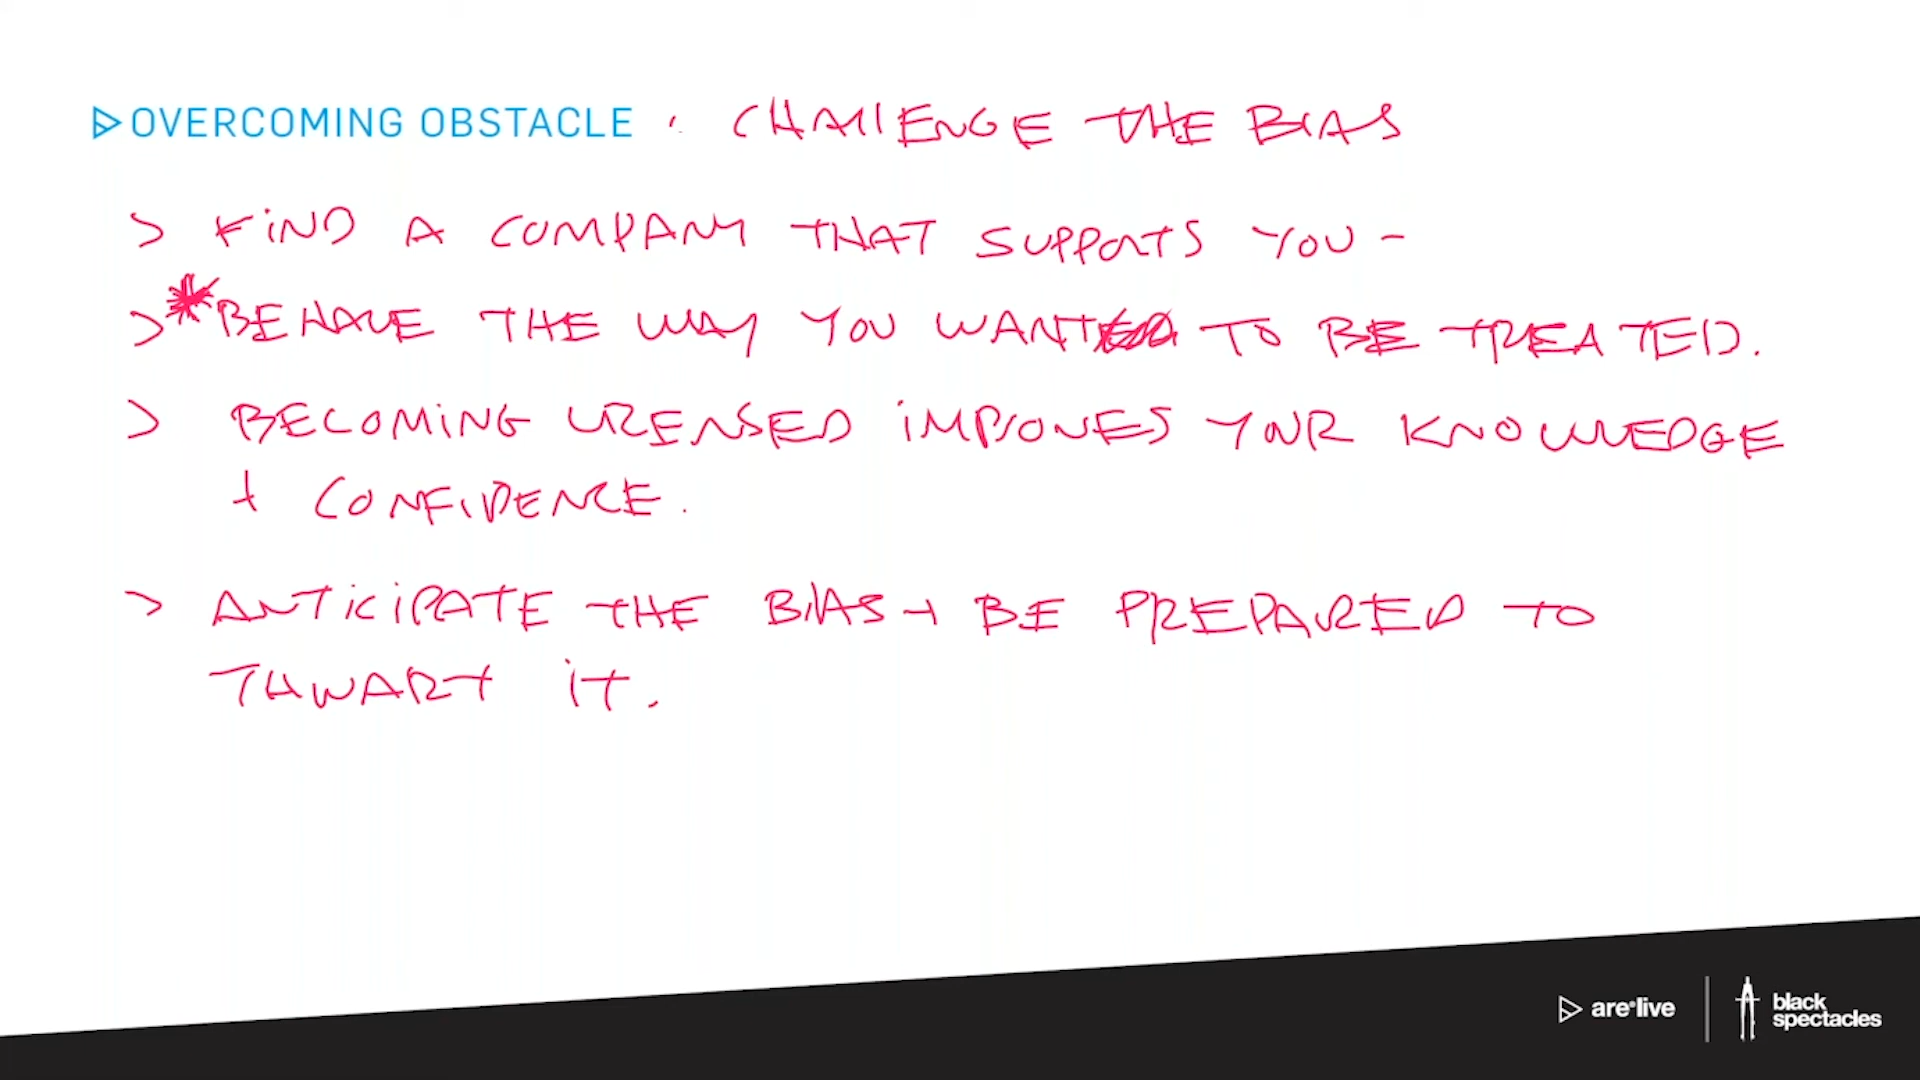 OVERCOMING OBSTACLE : CHALLENGE THE BIAS
> FIND A COMPANY THAT SUPPORTS YOU -
> *BEHAVE THE WAY YOU WANT TO BE TREATED.
> BECOMING LICENSED IMPROVES YOUR KNOWLEDGE
+ CONFIDENCE.
> ANTICIPATE THE BIAS + BE PREPARED TO
THWART IT.
are•live
black
spectacles